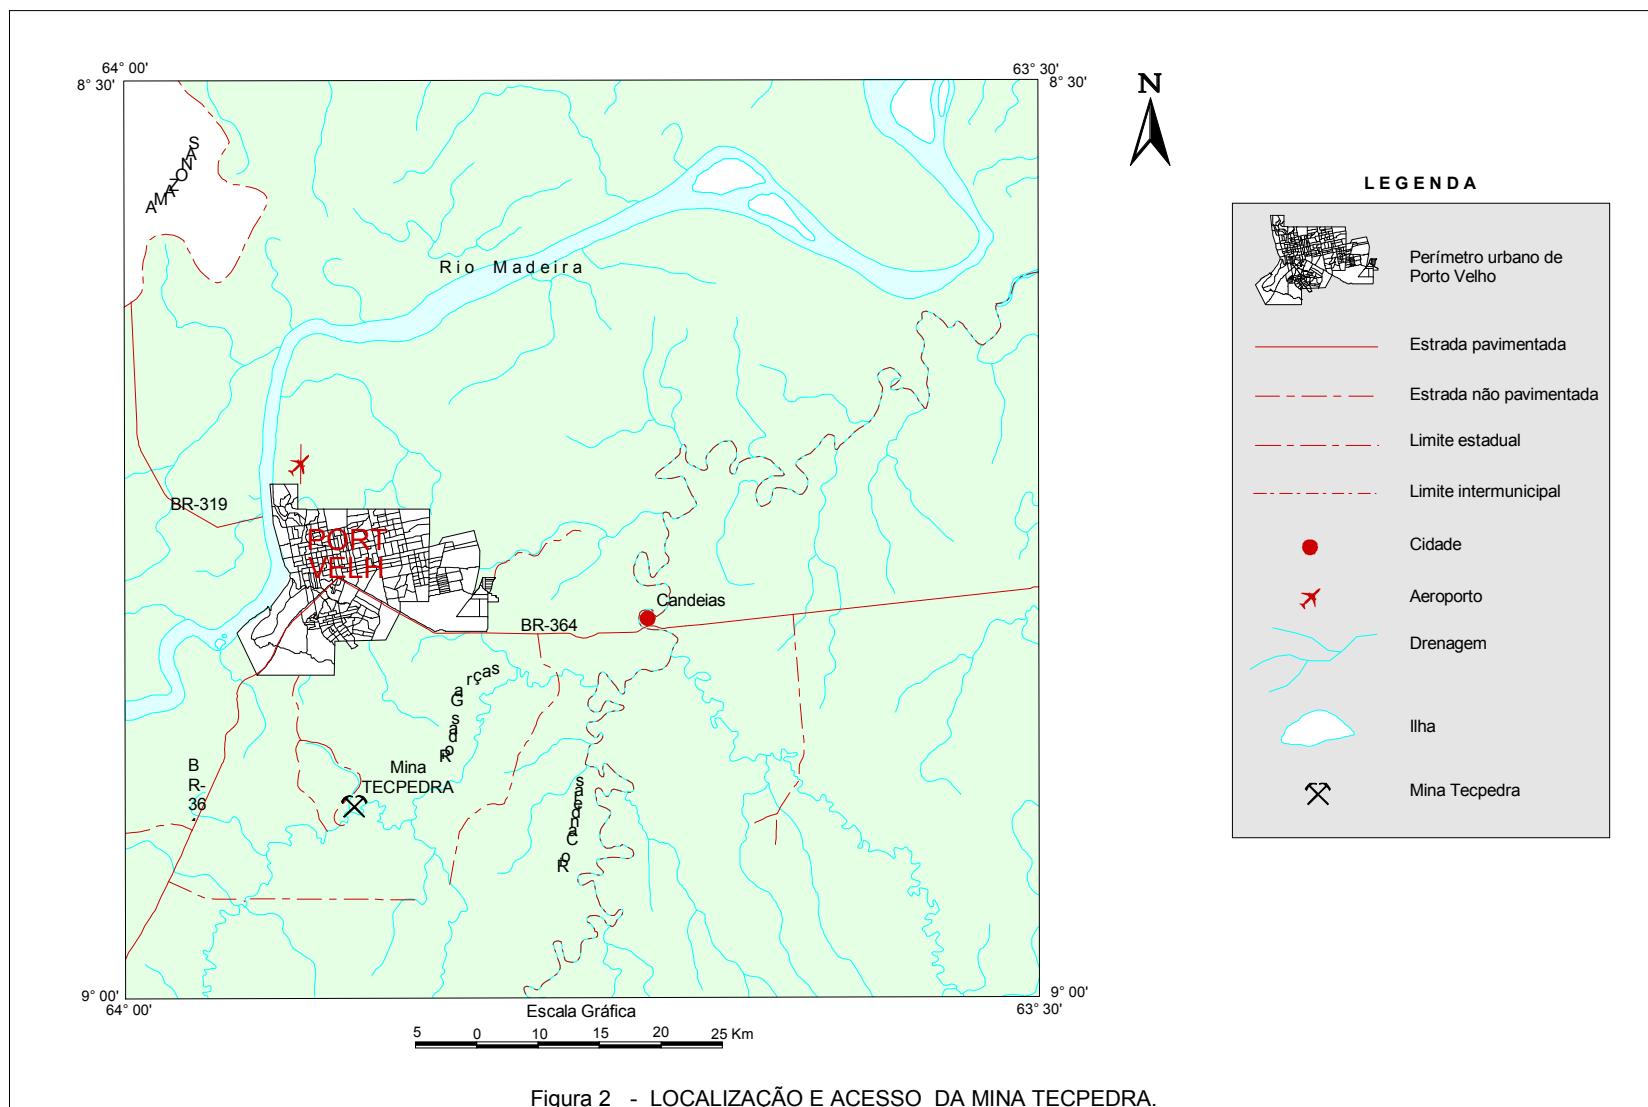 64° 00'
63° 30'
8° 30'
8° 30'
N
AMAZONAS
LEGENDA
Perímetro urbano de
Porto Velho
Rio Madeira
Estrada pavimentada
Estrada não pavimentada
Limite estadual
Limite intermunicipal
BR-319
PORT
VELH
Cidade
Candeias
Aeroporto
BR-364
Drenagem
R o das Garças
Ilha
Mina
TECPEDRA
B
R-
36
R o Candeias
Mina Tecpedra
9° 00'
9° 00'
64° 00'
63° 30'
Escala Gráfica
5 0 10 15 20 25 Km
Figura 2 - LOCALIZAÇÃO E ACESSO DA MINA TECPEDRA.